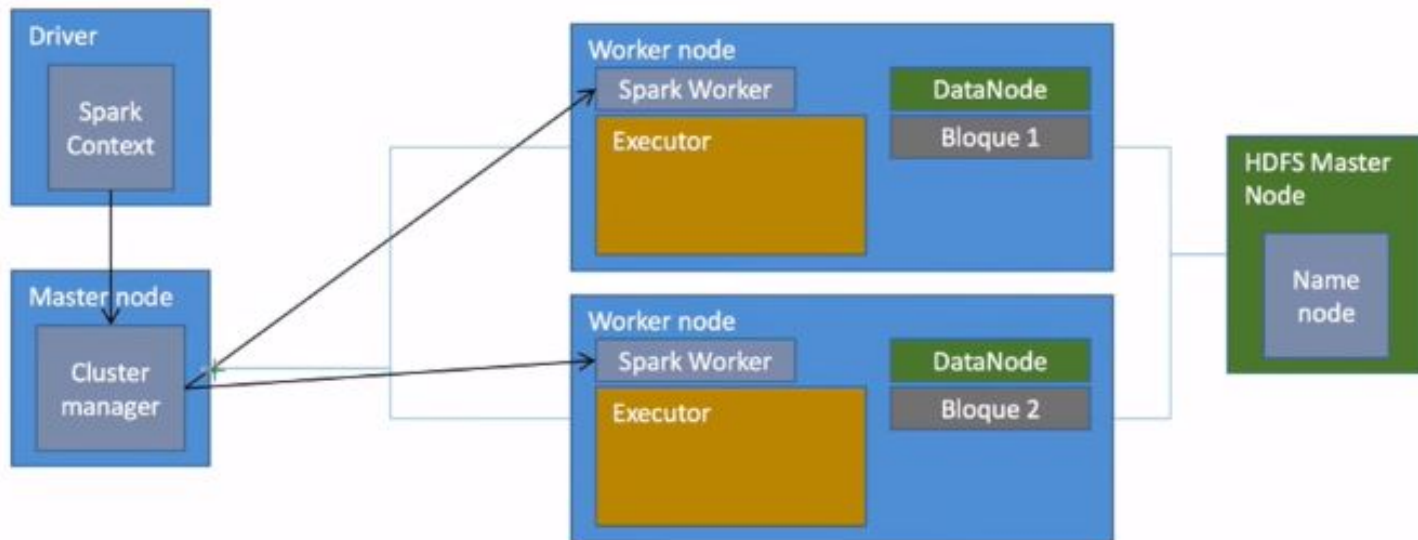 Driver
Spark
Context
Master node
Cluster
manager
Worker node
Spark Worker
Executor
DataNode
Bloque 1
Worker node
Spark Worker
Executor
DataNode
Bloque 2
HDFS Master
Node
Name
node